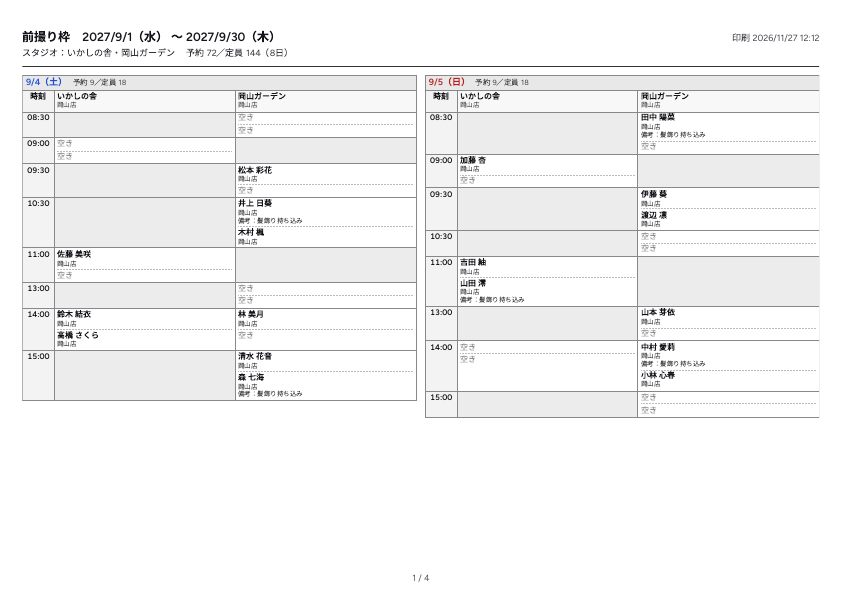 前撮り枠　2027/9/1（水）～2027/9/30（木）
印刷 2026/11/27 12:12
スタジオ：いかしの舎・岡山ガーデン　予約 72／定員 144（8日）
9/4（土）　予約 9／定員 18
時刻　いかしの舎　岡山ガーデン
岡山店　岡山店
08:30　空き
空き
09:00　空き
空き
09:30　松本 彩花
岡山店
空き
10:30　井上 日葵
岡山店
備考：髪飾り持ち込み
木村 楓
岡山店
11:00　佐藤 美咲
岡山店
空き
13:00　空き
空き
14:00　鈴木 結衣　林 美月
岡山店　岡山店
高橋 さくら　空き
岡山店
15:00　清水 花音
岡山店
森 七海
岡山店
備考：髪飾り持ち込み
9/5（日）　予約 9／定員 18
時刻　いかしの舎　岡山ガーデン
岡山店　岡山店
08:30　田中 陽菜
岡山店
備考：髪飾り持ち込み
空き
09:00　加藤 杏
岡山店
空き
09:30　伊藤 葵
岡山店
渡辺 凛
岡山店
10:30　空き
空き
11:00　吉田 紬
岡山店
山田 澪
岡山店
備考：髪飾り持ち込み
13:00　山本 芽依
岡山店
空き
14:00　空き　中村 愛莉
空き　岡山店
備考：髪飾り持ち込み
小林 心春
岡山店
15:00　空き
空き
1 / 4